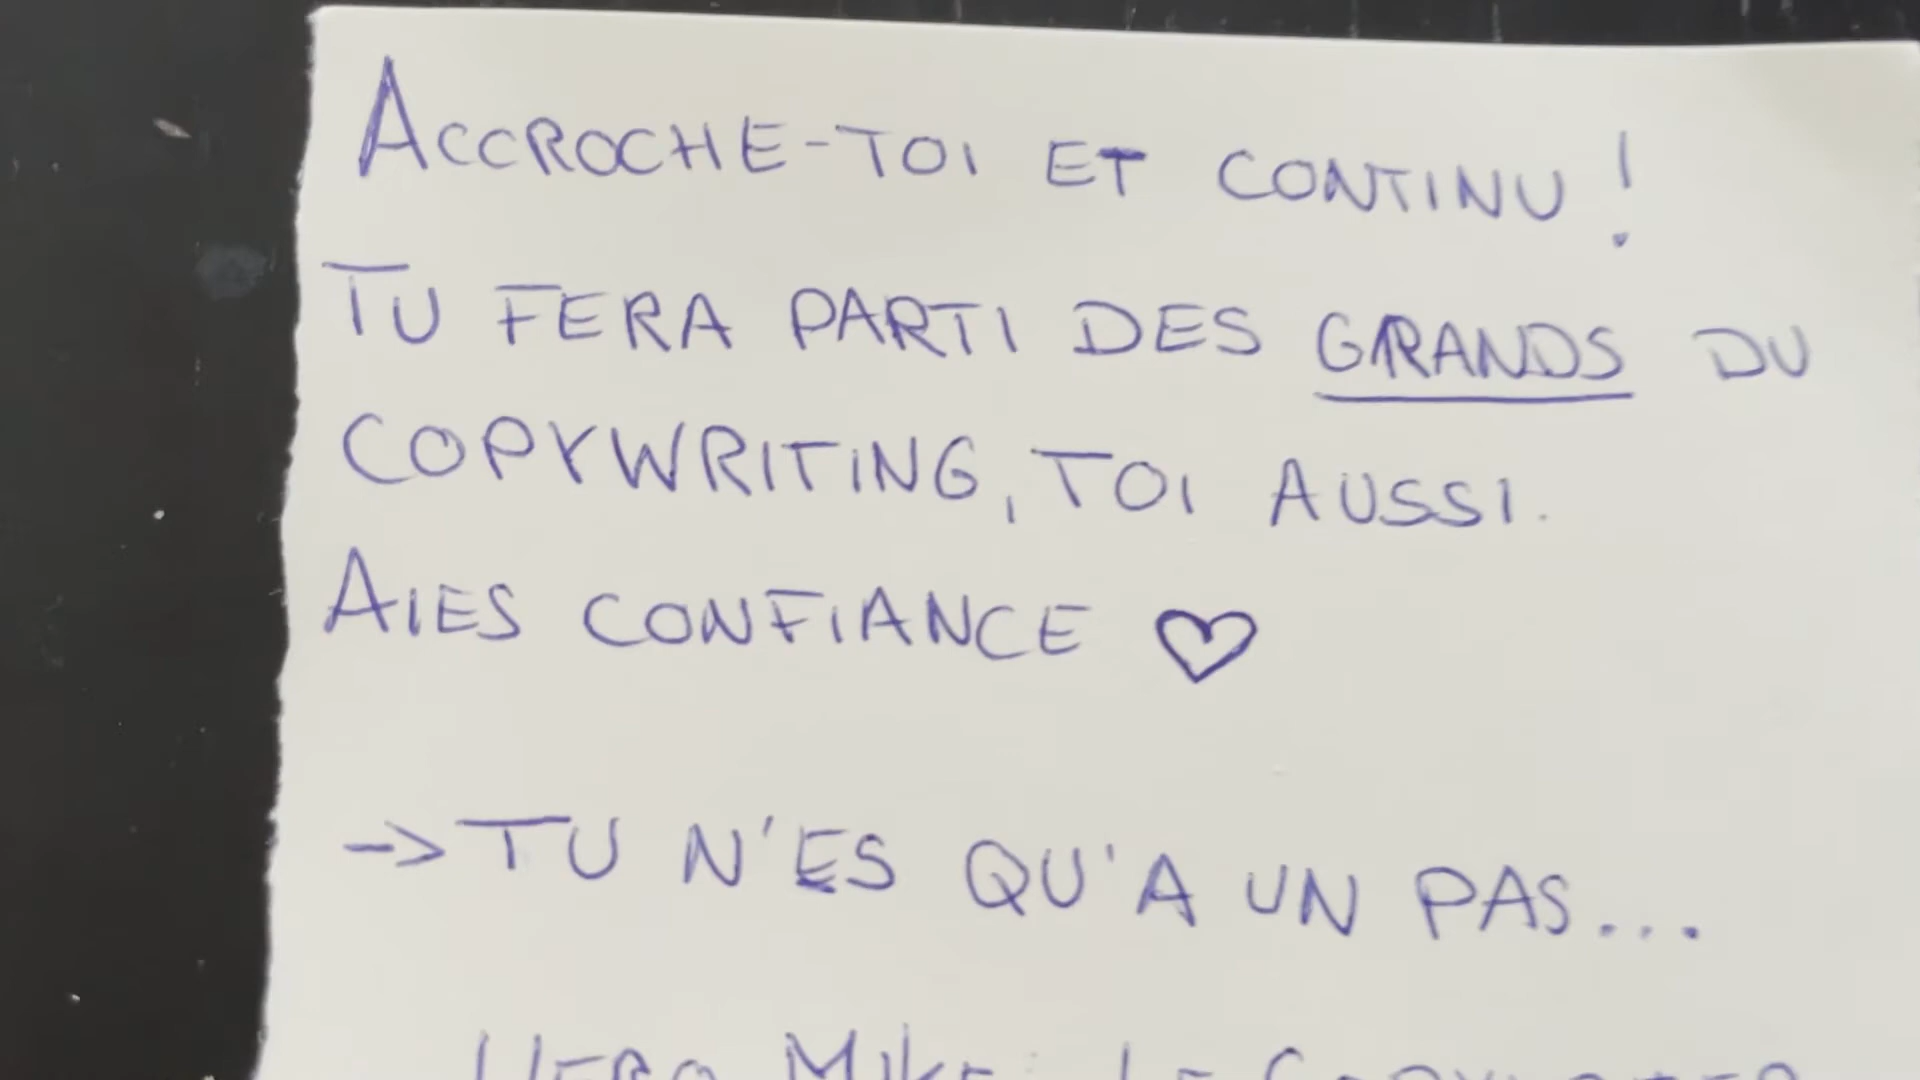 ACCROCHE-TOI ET CONTINU !
TU FERA PARTI DES GRANDS DU
COPYWRITING, TOI AUSSI.
AIES CONFIANCE ♡
-> TU N'ES QU'A UN PAS...